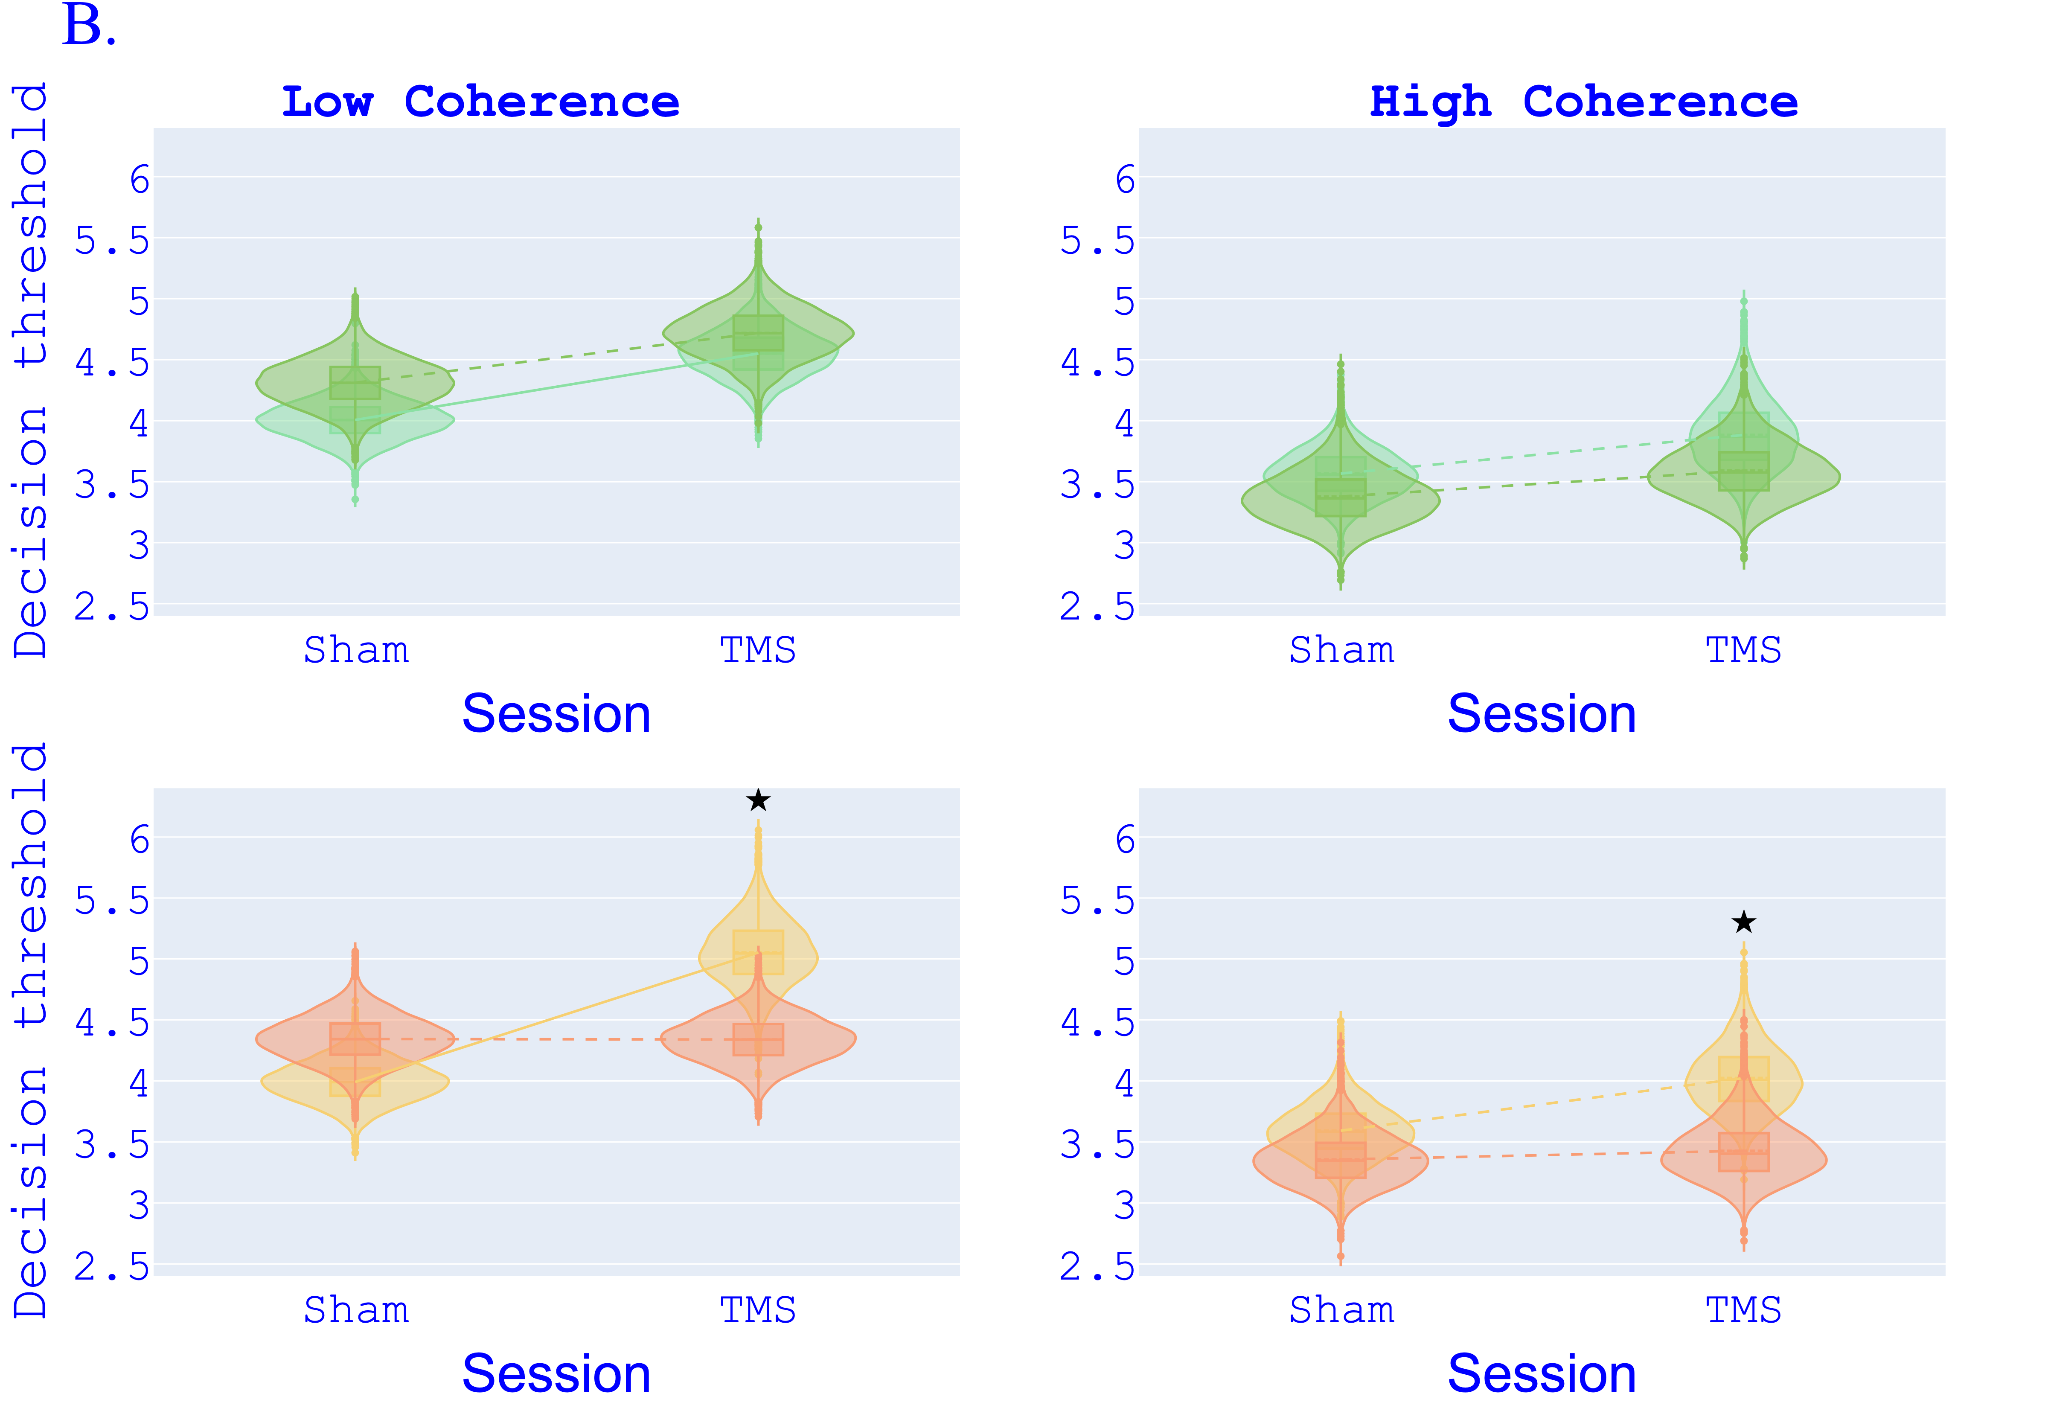 B.
Low Coherence
High Coherence
Decision threshold
6
5.5
5
4.5
4
3.5
3
2.5
Sham
TMS
Session
6
5.5
5
4.5
4
3.5
3
2.5
Sham
TMS
Session
Decision threshold
6
5.5
5
4.5
4
3.5
3
2.5
Sham
TMS
Session
6
5.5
5
4.5
4
3.5
3
2.5
Sham
TMS
Session